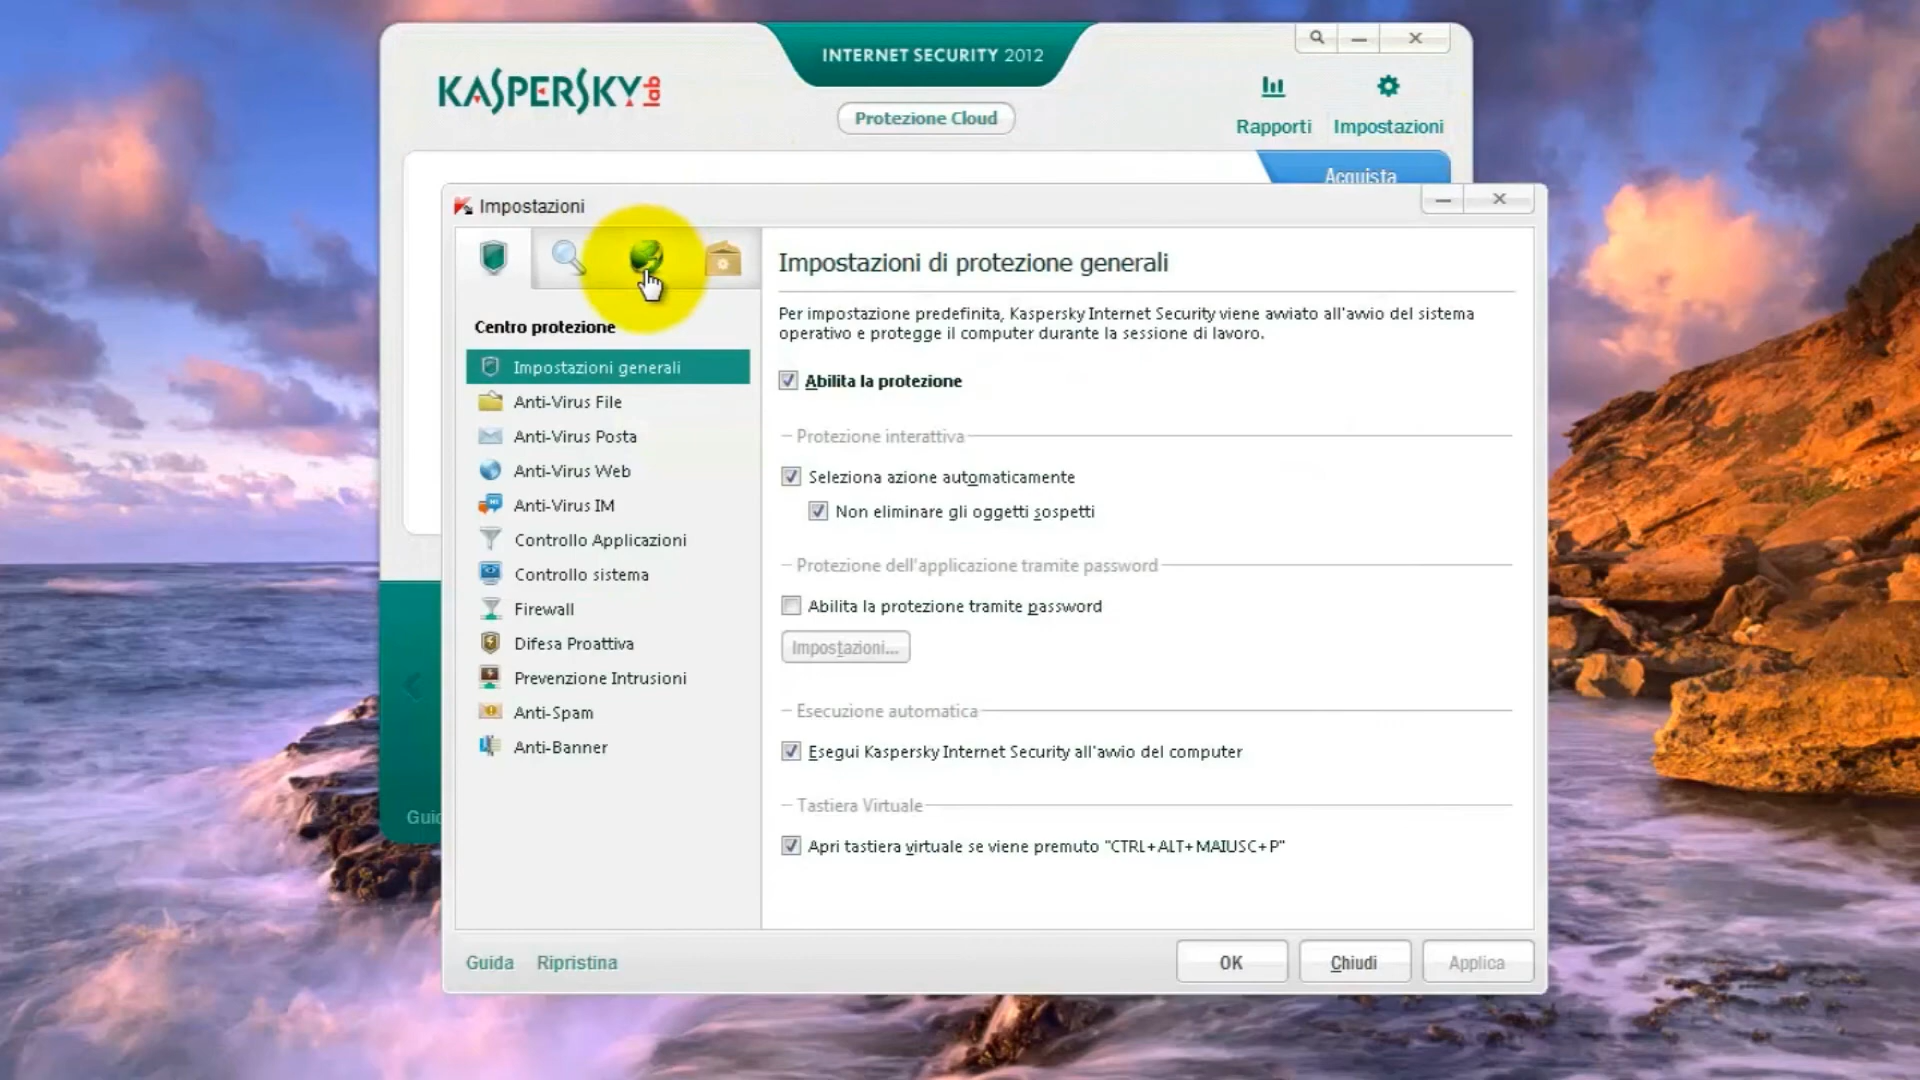 INTERNET SECURITY 2012
KASPERSKY lab
Protezione Cloud
Rapporti
Impostazioni
Acquista
Impostazioni
Centro protezione
Impostazioni generali
Anti-Virus File
Anti-Virus Posta
Anti-Virus Web
Anti-Virus IM
Controllo Applicazioni
Controllo sistema
Firewall
Difesa Proattiva
Prevenzione Intrusioni
Anti-Spam
Anti-Banner
Impostazioni di protezione generali
Per impostazione predefinita, Kaspersky Internet Security viene avviato all'avvio del sistema
operativo e protegge il computer durante la sessione di lavoro.
Abilita la protezione
Protezione interattiva
Seleziona azione automaticamente
Non eliminare gli oggetti sospetti
Protezione dell'applicazione tramite password
Abilita la protezione tramite password
Impostazioni...
Esecuzione automatica
Esegui Kaspersky Internet Security all'avvio del computer
Tastiera Virtuale
Apri tastiera virtuale se viene premuto "CTRL+ALT+MAIUSC+P"
Guida
Ripristina
OK
Chiudi
Applica